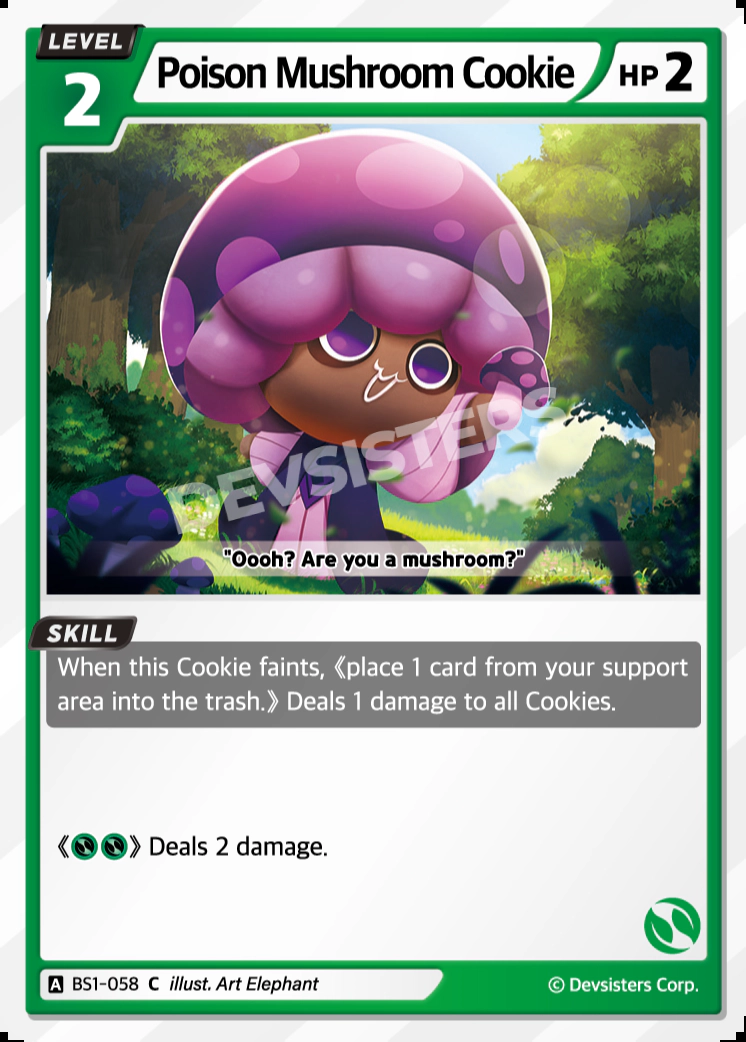 LEVEL
2
Poison Mushroom Cookie
HP 2
DEVSISTERS
"Oooh? Are you a mushroom?"
SKILL
When this Cookie faints, 《place 1 card from your support
area into the trash.》 Deals 1 damage to all Cookies.
《》 Deals 2 damage.
A BS1-058 C illust. Art Elephant
© Devsisters Corp.